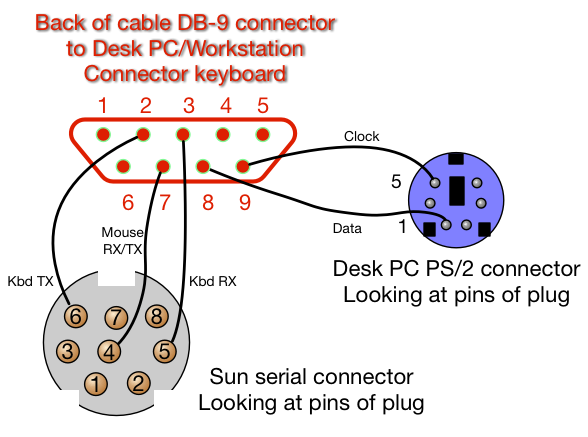 Back of cable DB-9 connector
to Desk PC/Workstation
Connector keyboard
1 2 3 4 5
6 7 8 9
Clock
5
1
Data
Mouse
RX/TX
Kbd TX
Kbd RX
Desk PC PS/2 connector
Looking at pins of plug
6 7 8
3 4 5
1 2
Sun serial connector
Looking at pins of plug